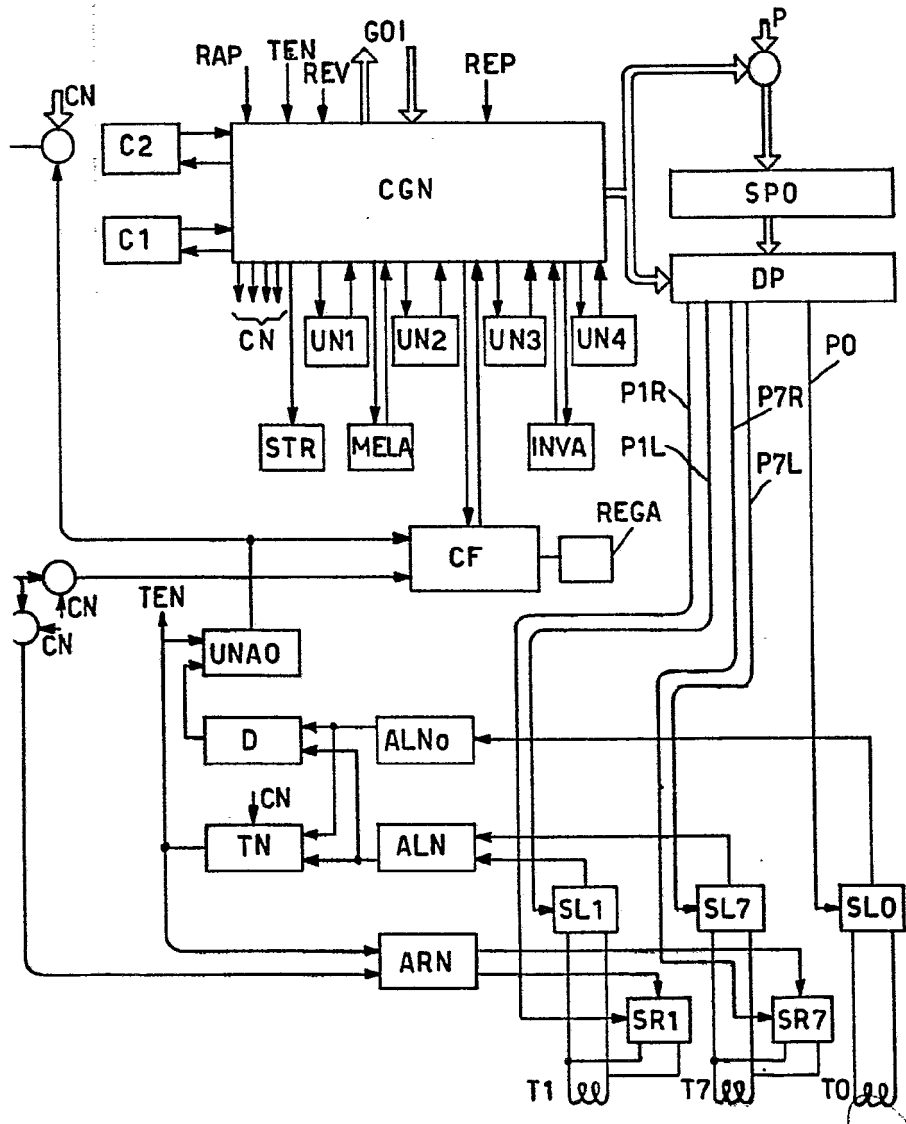 P
GO1
RAP
TEN
REV
REP
CN
C2
CGN
SPO
C1
DP
CN
UN1
UN2
UN3
UN4
PO
P1R
P7R
STR
MELA
INVA
P1L
P7L
REGA
CF
TEN
CN
CN
UNAO
D
ALNo
CN
TN
ALN
SL1
SL7
SLO
ARN
SR1
SR7
T1
T7
TO